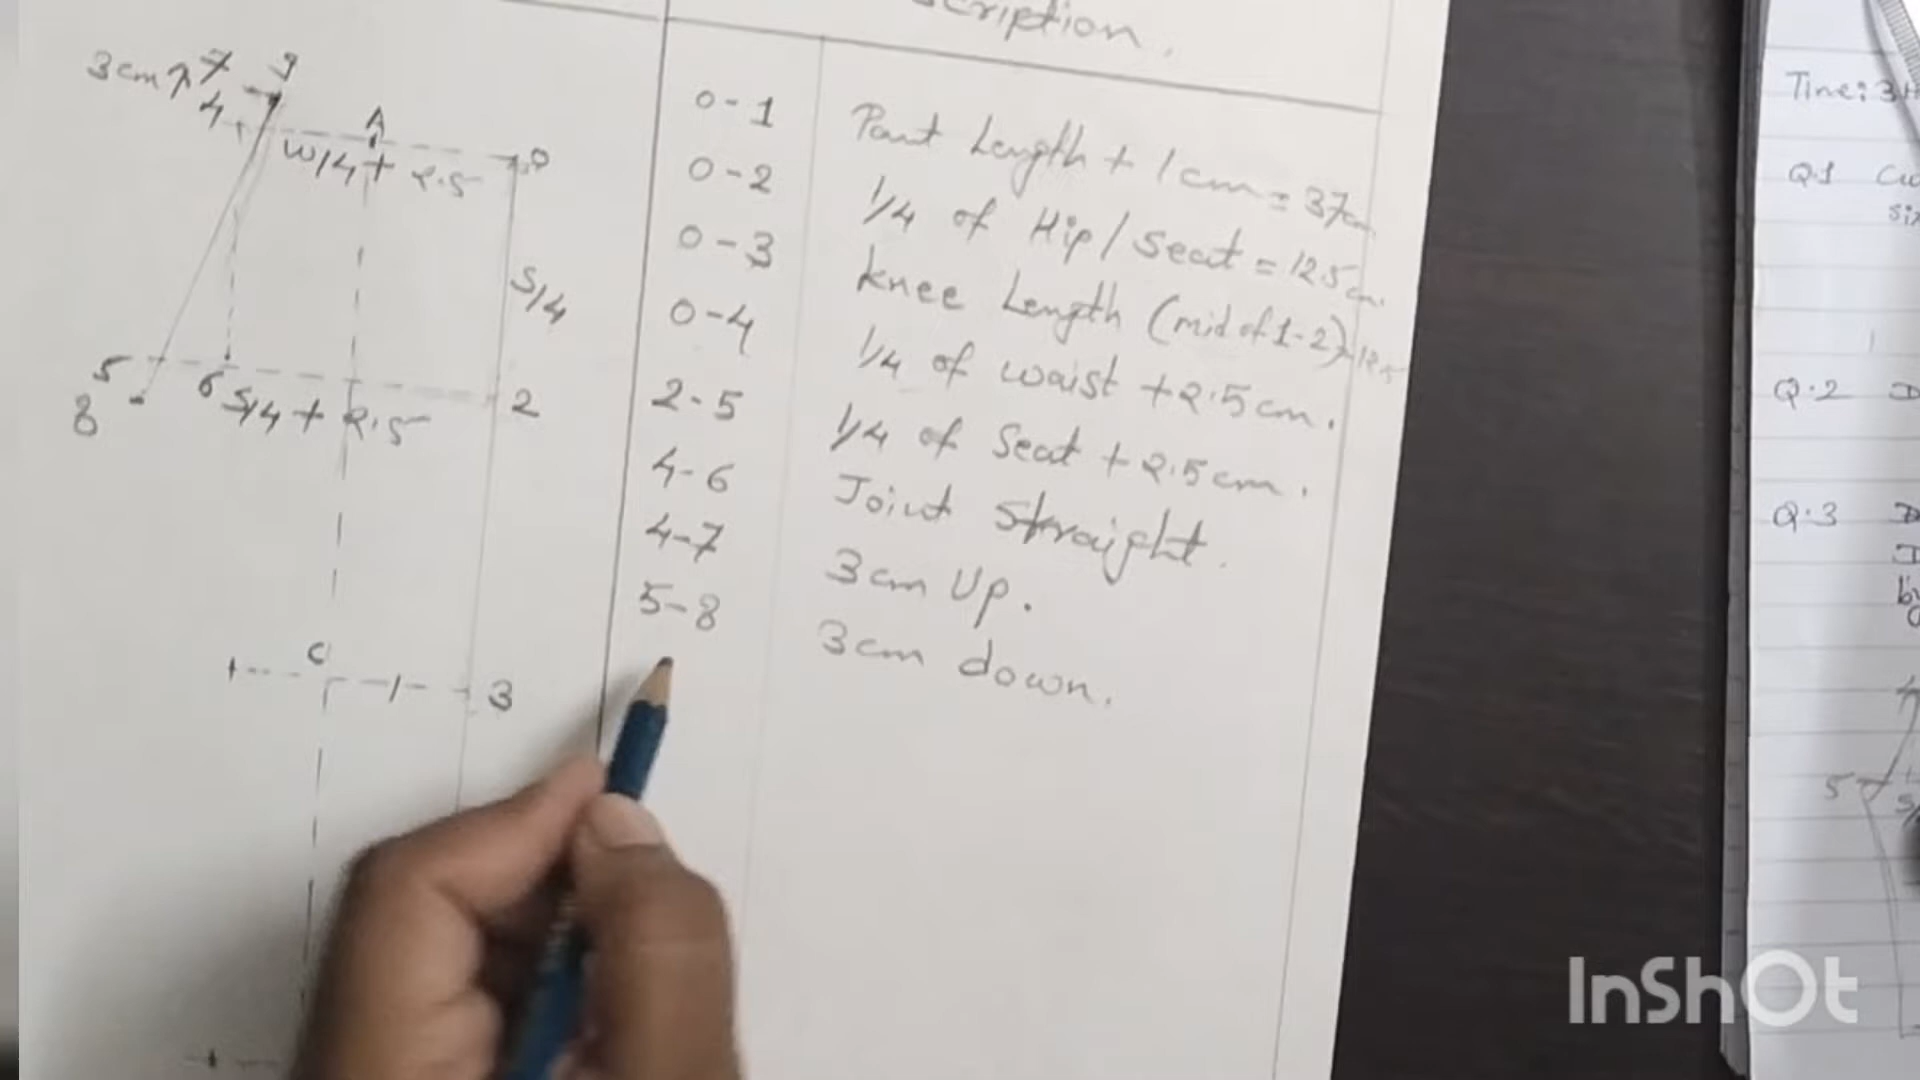 cription.
0-1 Pant Length + 1cm = 37cm
0-2 1/4 of Hip/Seat = 12.5cm.
0-3 Knee Length (mid of 1-2) 12.5
0-4 1/4 of waist + 2.5cm.
2-5 1/4 of Seat + 2.5cm.
4-6 Joint Straight.
4-7 3cm Up.
5-8 3cm down.
3cm 7 9
4 A 0
W/4 + 2.5
S/4
5 6 2
S/4 + 2.5
8
C 3
Time: 3
Q.1
Q.2
Q.3
by
5
InShOt